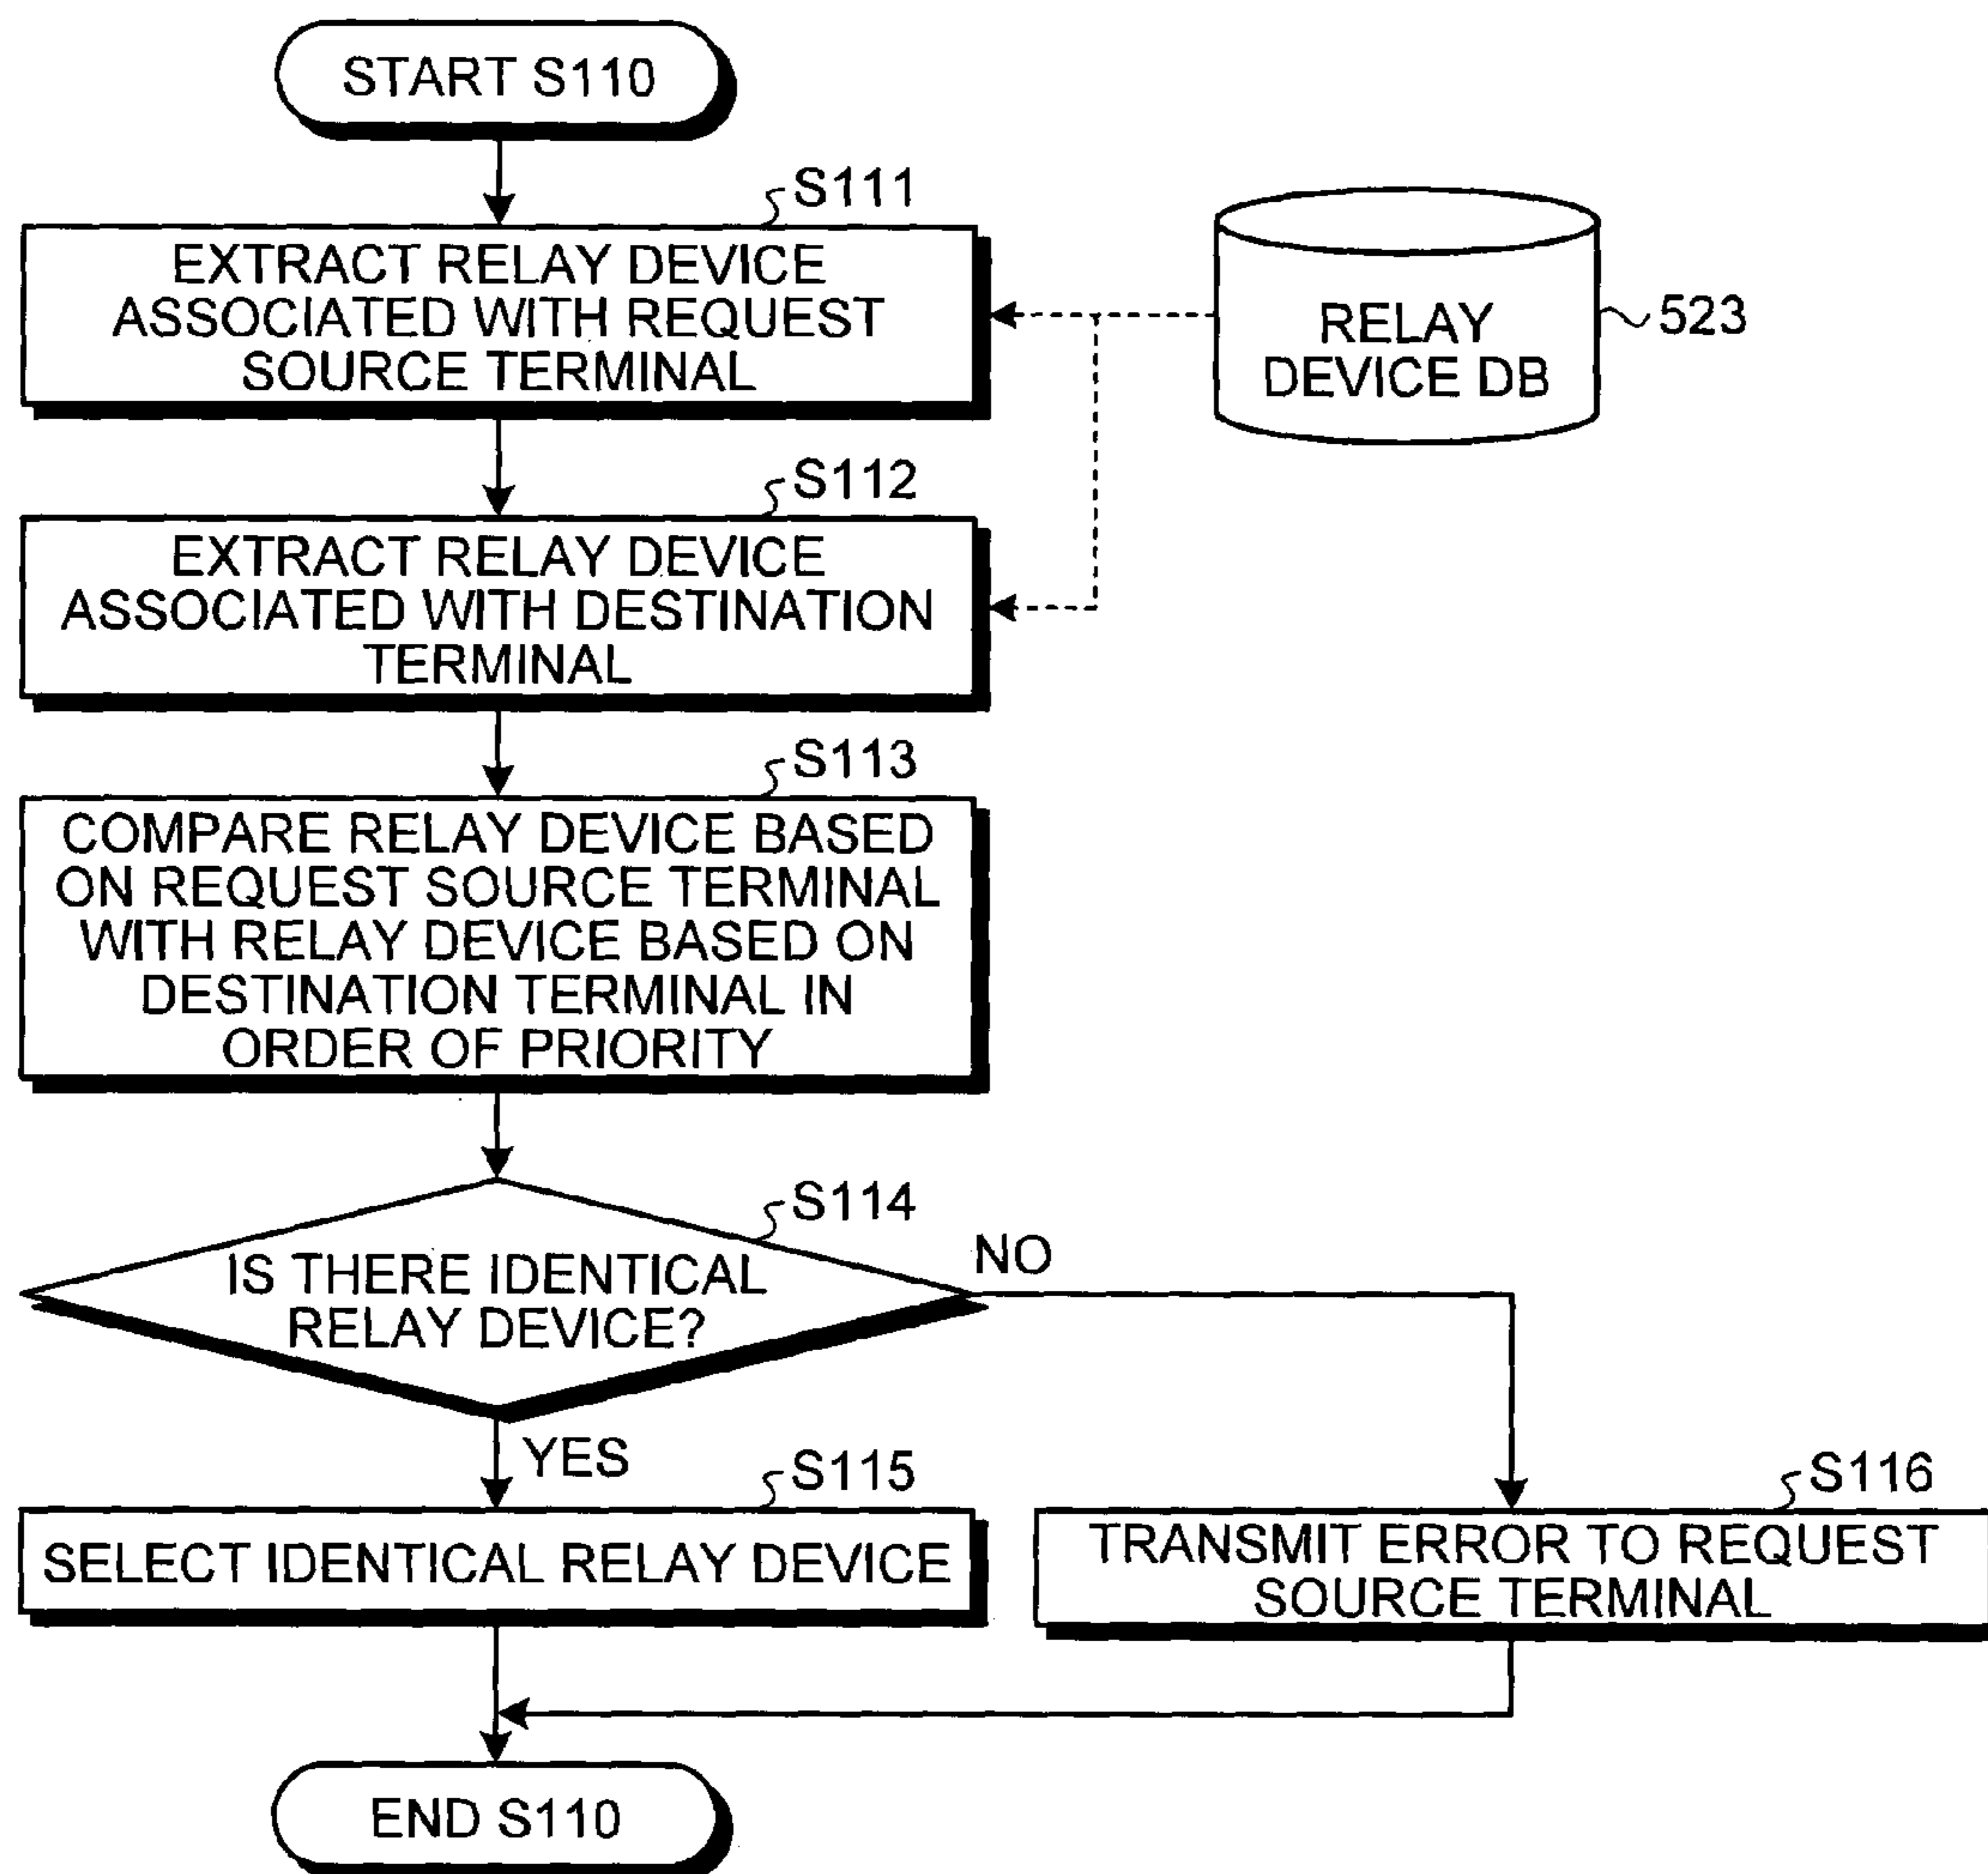 START S110
S111
EXTRACT RELAY DEVICE
ASSOCIATED WITH REQUEST
SOURCE TERMINAL
RELAY
DEVICE DB
523
S112
EXTRACT RELAY DEVICE
ASSOCIATED WITH DESTINATION
TERMINAL
S113
COMPARE RELAY DEVICE BASED
ON REQUEST SOURCE TERMINAL
WITH RELAY DEVICE BASED ON
DESTINATION TERMINAL IN
ORDER OF PRIORITY
S114
IS THERE IDENTICAL
RELAY DEVICE?
NO
YES
S115
SELECT IDENTICAL RELAY DEVICE
S116
TRANSMIT ERROR TO REQUEST
SOURCE TERMINAL
END S110